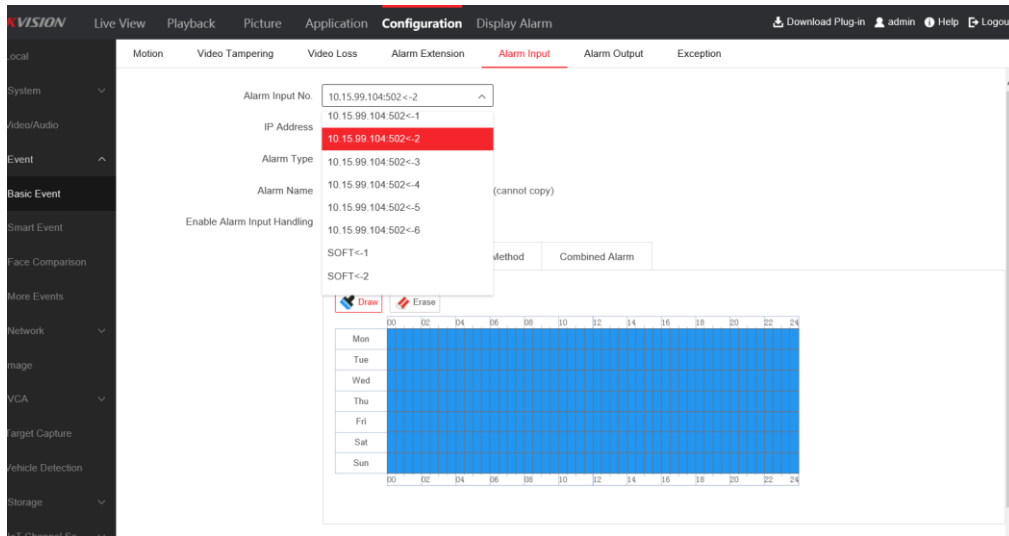 KVISION Live View Playback Picture Application Configuration Display Alarm Download Plug-in admin Help Logou
ocal
System
Video/Audio
Event
Basic Event
Smart Event
Face Comparison
More Events
Network
mage
VCA
Target Capture
Vehicle Detection
Storage
Motion Video Tampering Video Loss Alarm Extension Alarm Input Alarm Output Exception
Alarm Input No. 10.15.99.104:502<-2
10.15.99.104:502<-1
IP Address
10.15.99.104:502<-2
Alarm Type
10.15.99.104:502<-3
Alarm Name
10.15.99.104:502<-4
(cannot copy)
10.15.99.104:502<-5
Enable Alarm Input Handling
10.15.99.104:502<-6
SOFT<-1
Method Combined Alarm
SOFT<-2
Draw Erase
00 02 04 06 08 10 12 14 16 18 20 22 24
Mon
Tue
Wed
Thu
Fri
Sat
Sun
00 02 04 06 08 10 12 14 16 18 20 22 24